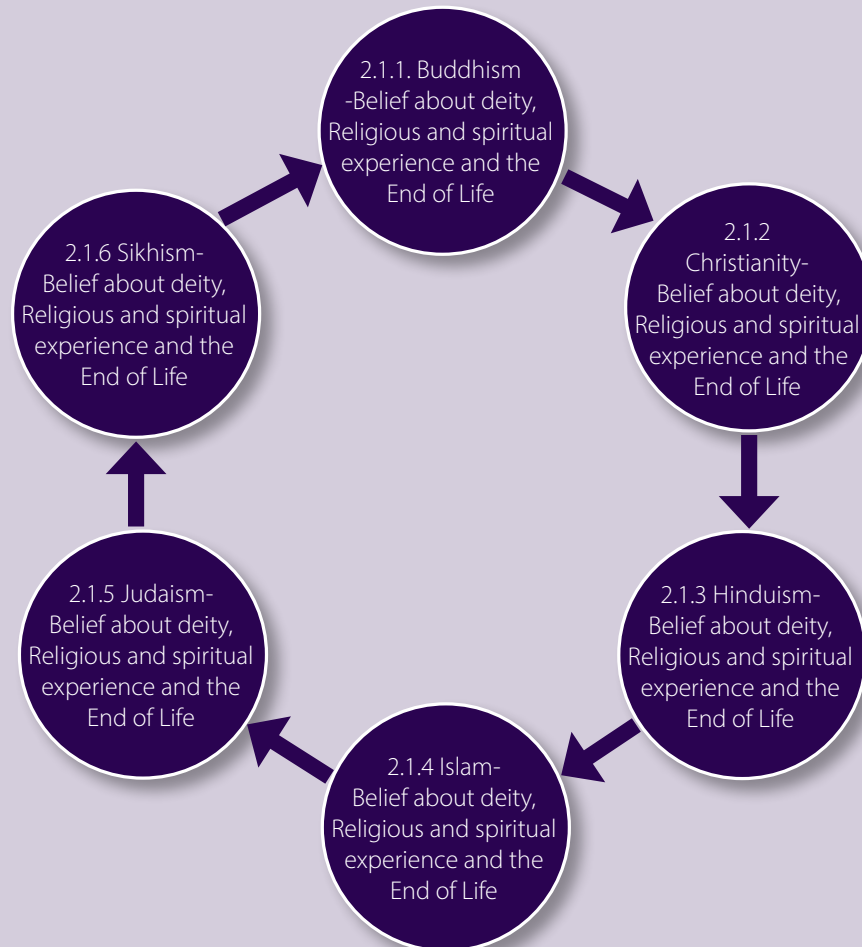 2.1.1. Buddhism
-Belief about deity,
Religious and spiritual
experience and the
End of Life
2.1.2
Christianity-
Belief about deity,
Religious and spiritual
experience and the
End of Life
2.1.3 Hinduism-
Belief about deity,
Religious and spiritual
experience and the
End of Life
2.1.4 Islam-
Belief about deity,
Religious and spiritual
experience and the
End of Life
2.1.5 Judaism-
Belief about deity,
Religious and spiritual
experience and the
End of Life
2.1.6 Sikhism-
Belief about deity,
Religious and spiritual
experience and the
End of Life